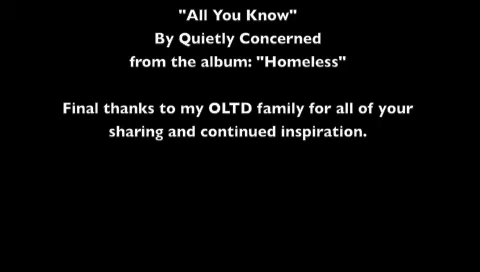 "All You Know"
By Quietly Concerned
from the album: "Homeless"
Final thanks to my OLTD family for all of your
sharing and continued inspiration.